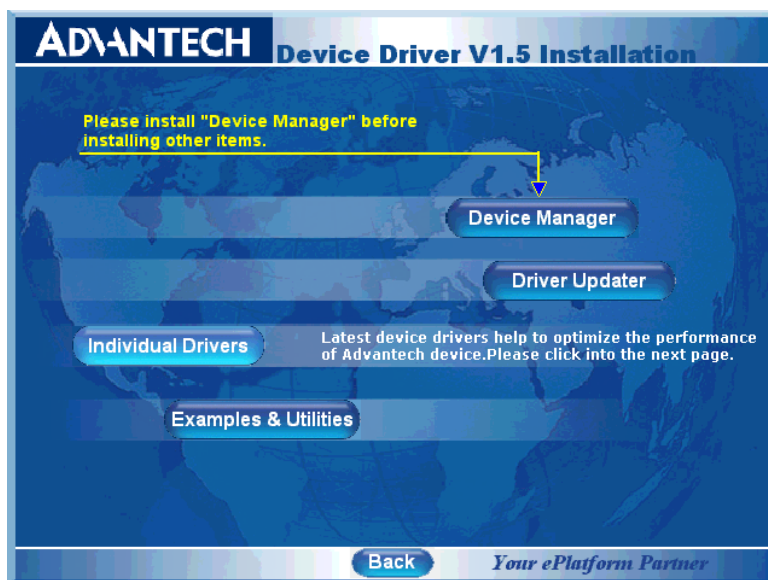 ADVANTECH Device Driver V1.5 Installation
Please install "Device Manager" before
installing other items.
Device Manager
Driver Updater
Individual Drivers
Latest device drivers help to optimize the performance
of Advantech device.Please click into the next page.
Examples & Utilities
Back
Your ePlatform Partner